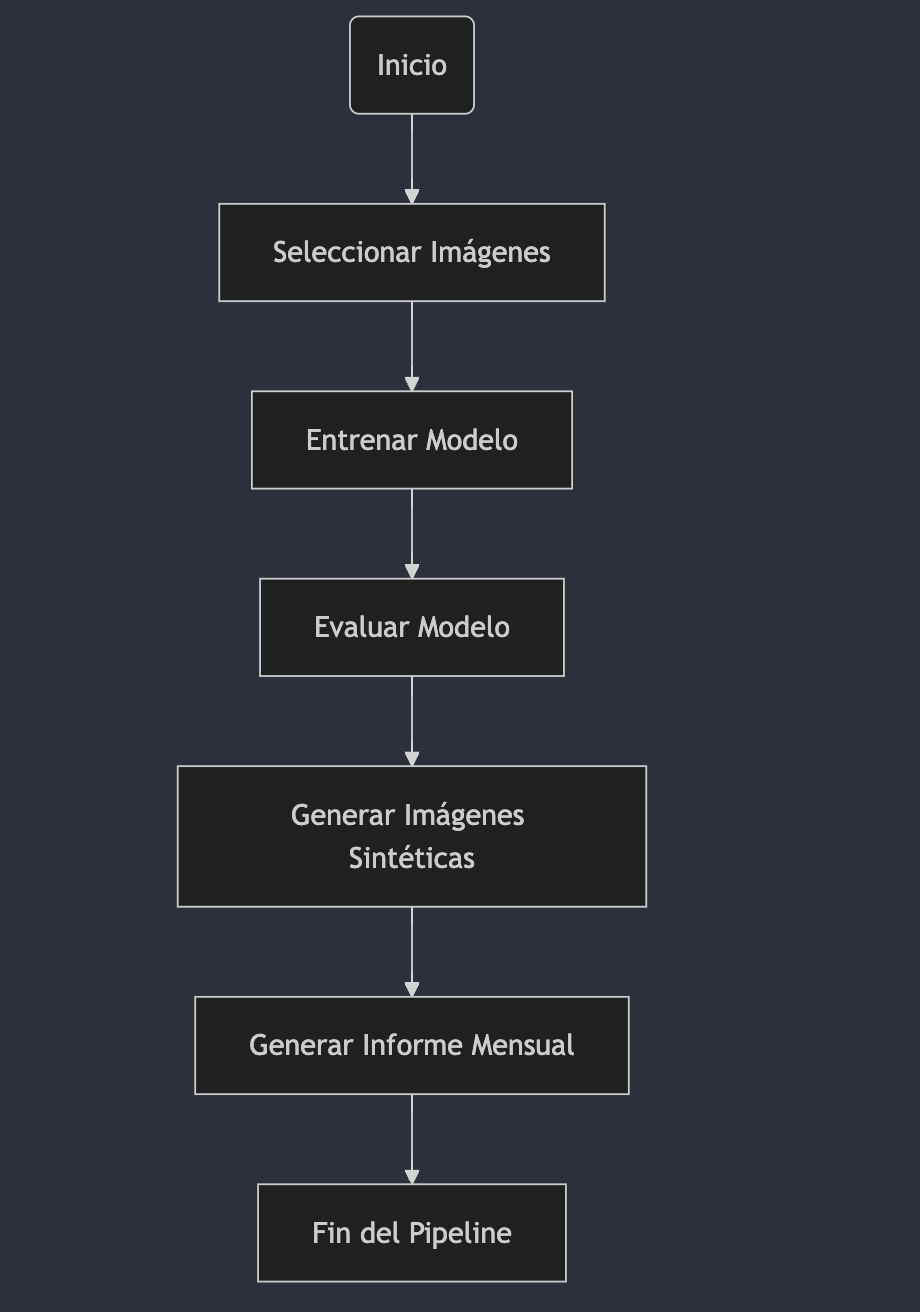 Inicio
Seleccionar Imágenes
Entrenar Modelo
Evaluar Modelo
Generar Imágenes
Sintéticas
Generar Informe Mensual
Fin del Pipeline